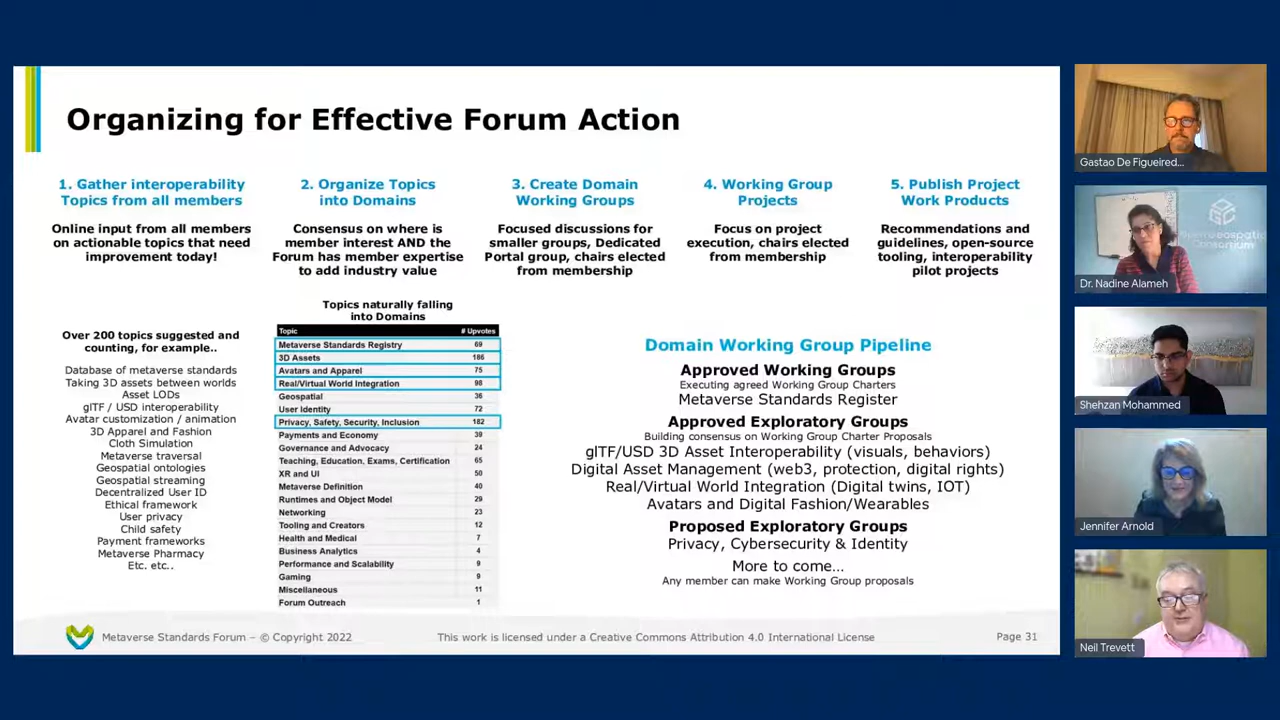 Organizing for Effective Forum Action
1. Gather interoperability
Topics from all members
Online input from all members
on actionable topics that need
improvement today!
2. Organize Topics
into Domains
Consensus on where is
member interest AND the
Forum has member expertise
to add industry value
3. Create Domain
Working Groups
Focused discussions for
smaller groups, Dedicated
Portal group, chairs elected
from membership
4. Working Group
Projects
Focus on project
execution, chairs elected
from membership
5. Publish Project
Work Products
Recommendations and
guidelines, open-source
tooling, interoperability
pilot projects
Over 200 topics suggested and
counting, for example..
Database of metaverse standards
Taking 3D assets between worlds
Asset LODs
glTF / USD interoperability
Avatar customization / animation
3D Apparel and Fashion
Cloth Simulation
Metaverse traversal
Geospatial ontologies
Geospatial streaming
Decentralized User ID
Ethical framework
User privacy
Child safety
Payment frameworks
Metaverse Pharmacy
Etc. etc..
Topics naturally falling
into Domains
Topic # Upvotes
Metaverse Standards Registry 69
3D Assets 186
Avatars and Apparel 75
Real/Virtual World Integration 98
Geospatial 36
User Identity 72
Privacy, Safety, Security, Inclusion 182
Payments and Economy 39
Governance and Advocacy 24
Teaching, Education, Exams, Certification 65
XR and UI 50
Metaverse Definition 40
Runtimes and Object Model 29
Networking 23
Tooling and Creators 12
Health and Medical 7
Business Analytics 4
Performance and Scalability 9
Gaming 9
Miscellaneous 11
Forum Outreach 1
Domain Working Group Pipeline
Approved Working Groups
Executing agreed Working Group Charters
Metaverse Standards Register
Approved Exploratory Groups
Building consensus on Working Group Charter Proposals
glTF/USD 3D Asset Interoperability (visuals, behaviors)
Digital Asset Management (web3, protection, digital rights)
Real/Virtual World Integration (Digital twins, IOT)
Avatars and Digital Fashion/Wearables
Proposed Exploratory Groups
Privacy, Cybersecurity & Identity
More to come...
Any member can make Working Group proposals
Metaverse Standards Forum – © Copyright 2022
This work is licensed under a Creative Commons Attribution 4.0 International License
Page 31
Gastao De Figueired...
Consortium
Dr. Nadine Alameh
Shehzan Mohammed
Jennifer Arnold
Neil Trevett